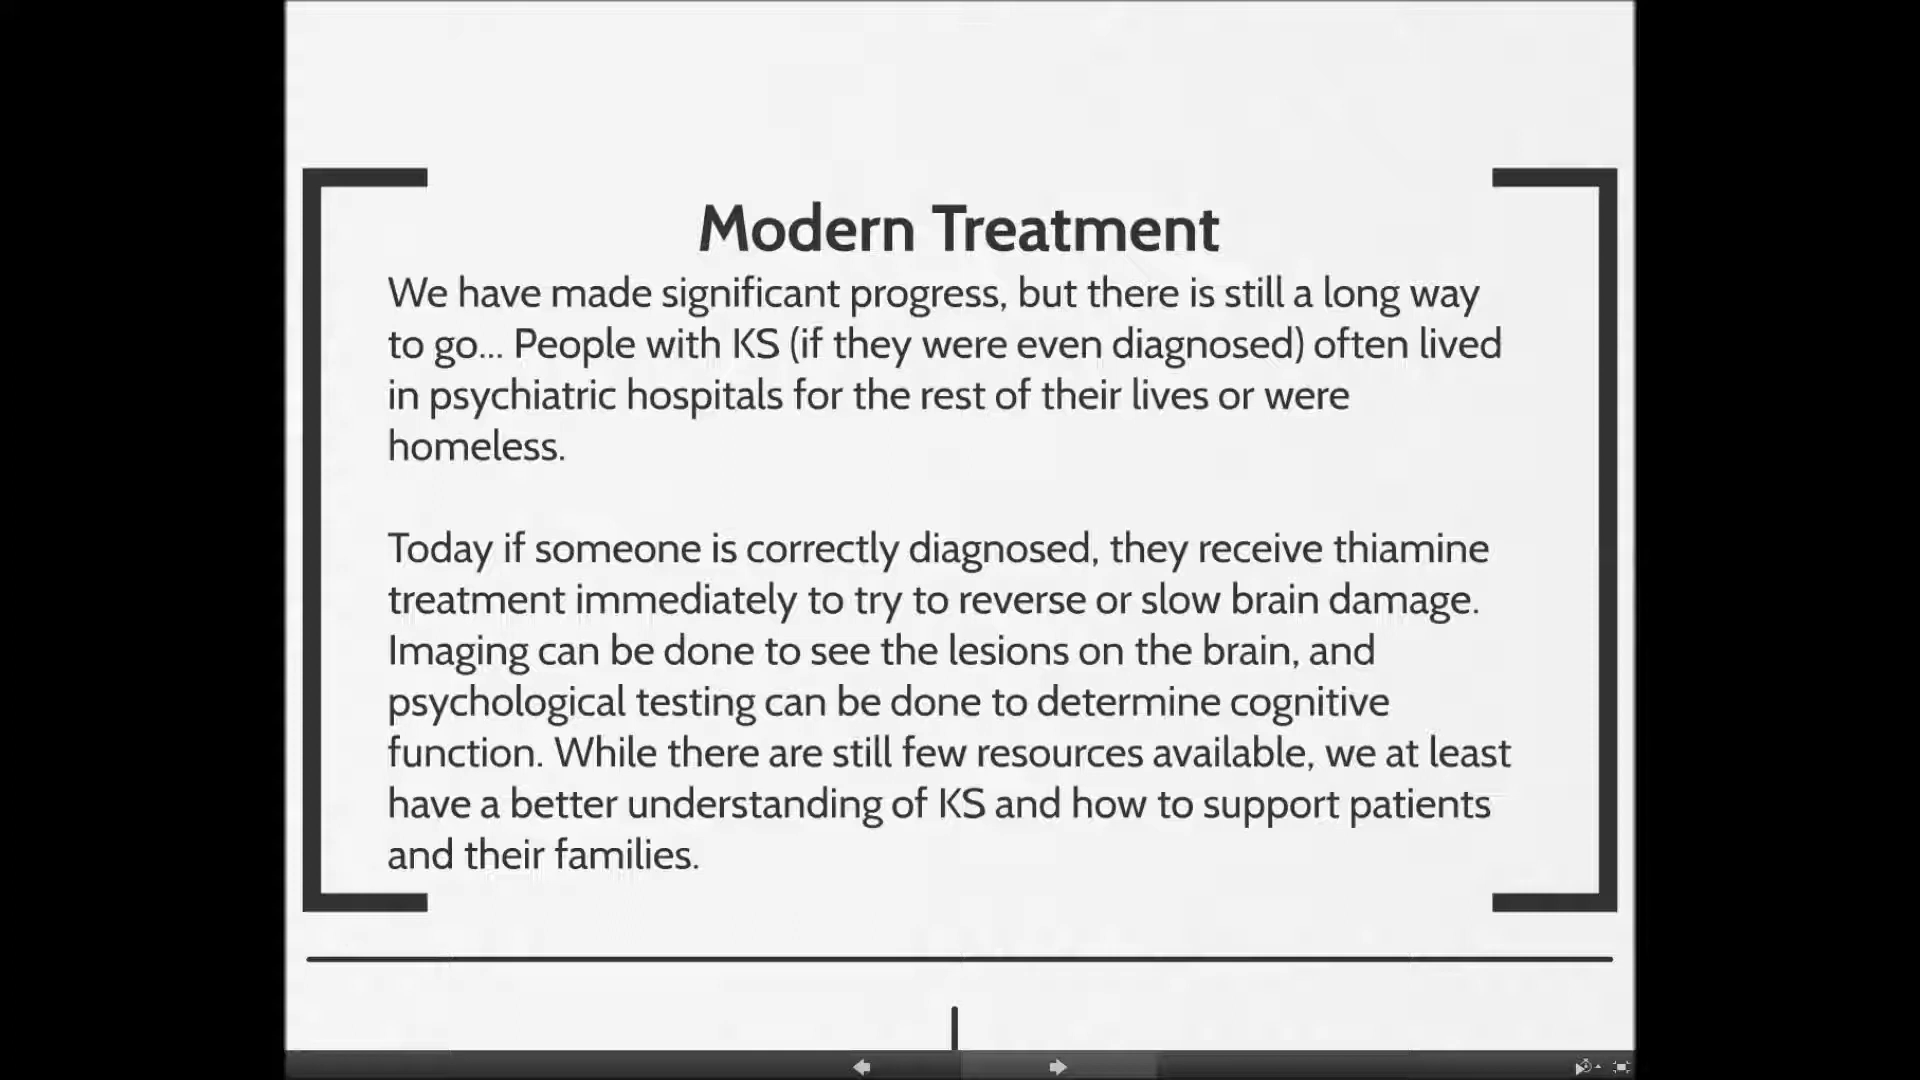 Modern Treatment
We have made significant progress, but there is still a long way
to go... People with KS (if they were even diagnosed) often lived
in psychiatric hospitals for the rest of their lives or were
homeless.
Today if someone is correctly diagnosed, they receive thiamine
treatment immediately to try to reverse or slow brain damage.
Imaging can be done to see the lesions on the brain, and
psychological testing can be done to determine cognitive
function. While there are still few resources available, we at least
have a better understanding of KS and how to support patients
and their families.